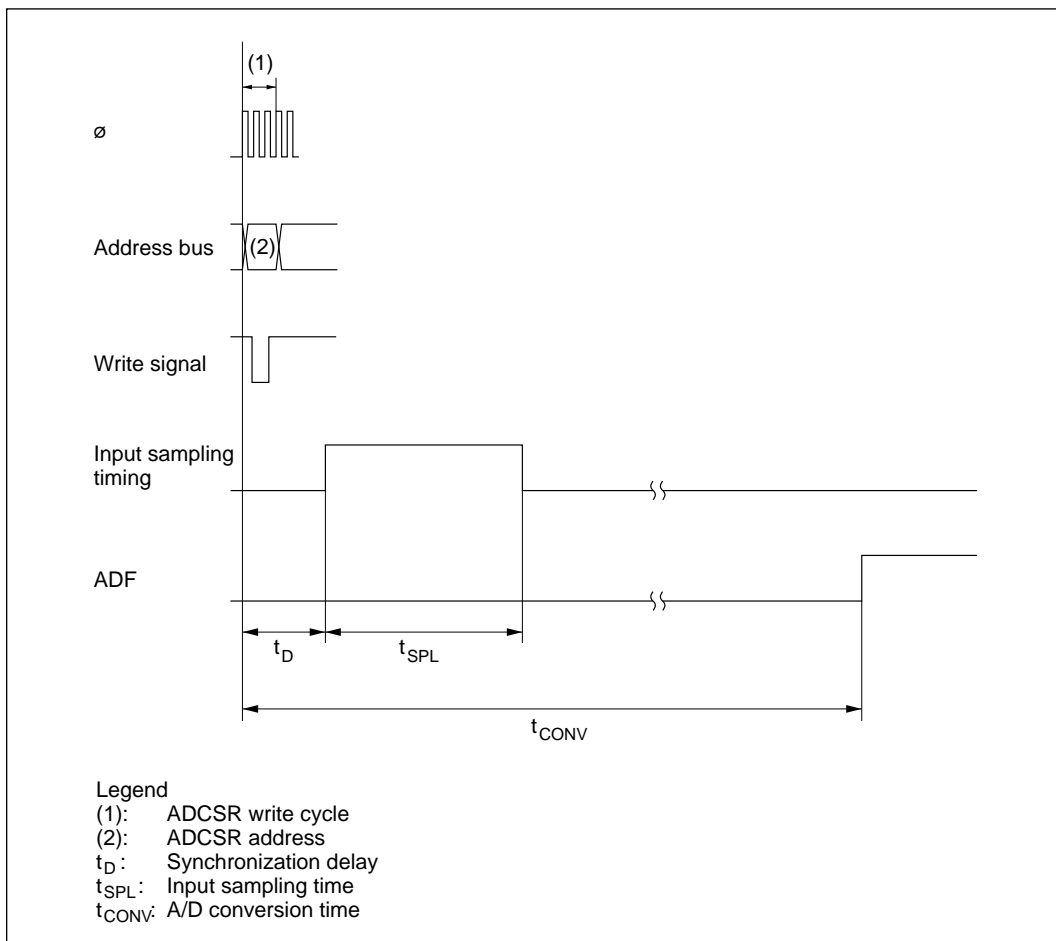 (1)
ø
Address bus
(2)
Write signal
Input sampling
timing
ADF
tD
tSPL
tCONV
Legend
(1): ADCSR write cycle
(2): ADCSR address
tD : Synchronization delay
tSPL: Input sampling time
tCONV: A/D conversion time